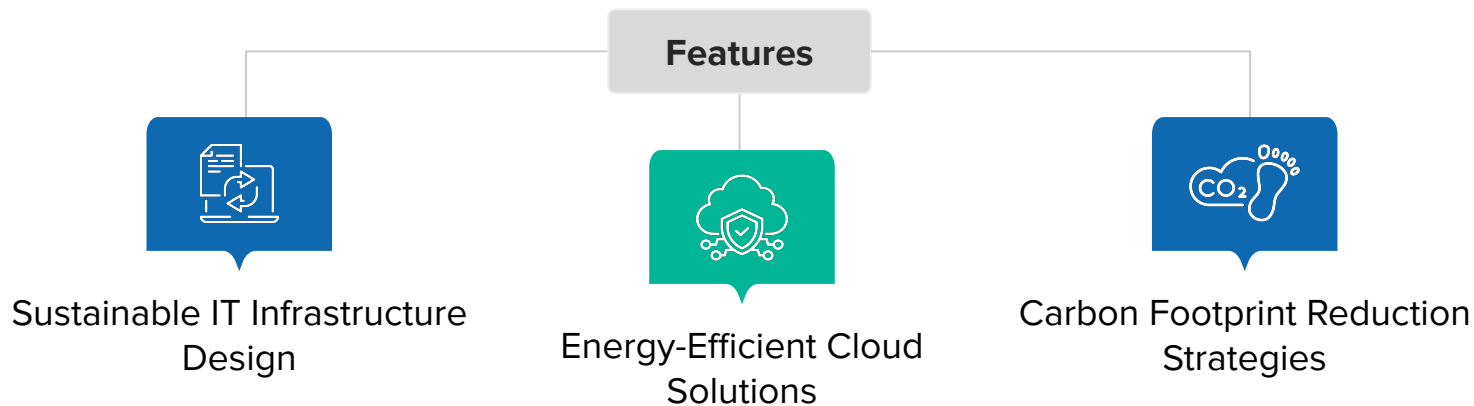 Features
Sustainable IT Infrastructure
Design
Energy-Efficient Cloud
Solutions
CO₂
Carbon Footprint Reduction
Strategies